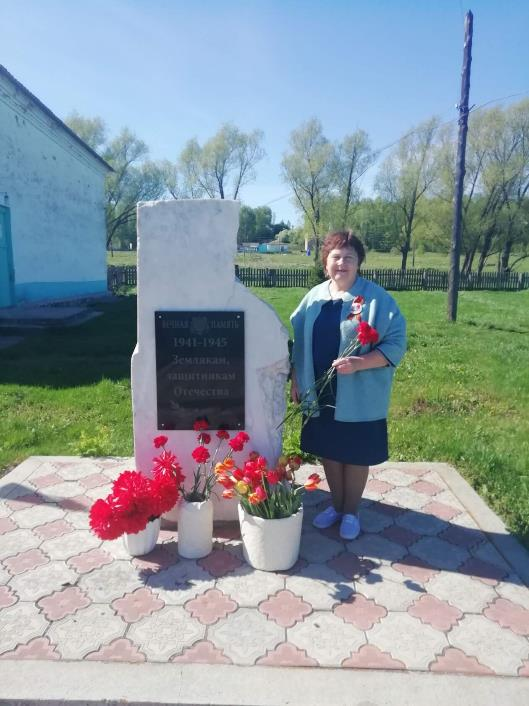 ВЕЧНАЯ ПАМЯТЬ
1941-1945
Землякам,
защитникам
Отечества